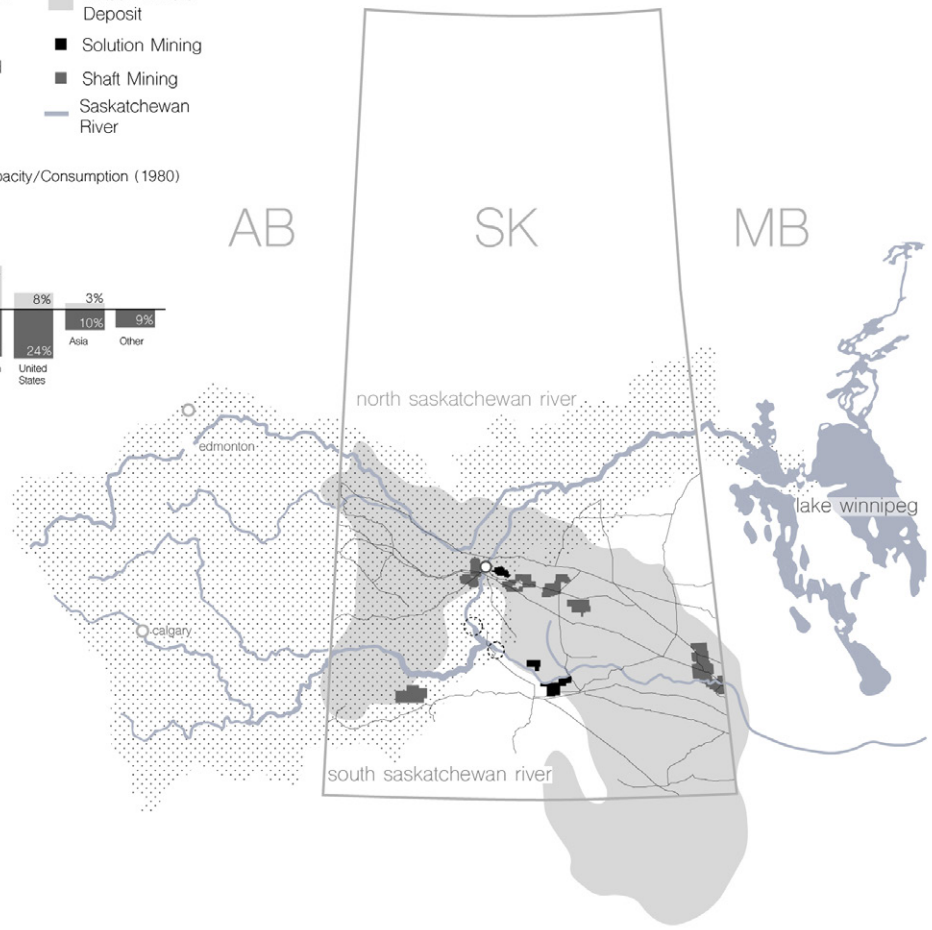 Deposit
Solution Mining
Shaft Mining
Saskatchewan
River
acity/Consumption (1980)
AB
SK
MB
8%
3%
24%
10%
9%
United
States
Asia
Other
north saskatchewan river
edmonton
lake winnipeg
calgary
south saskatchewan river